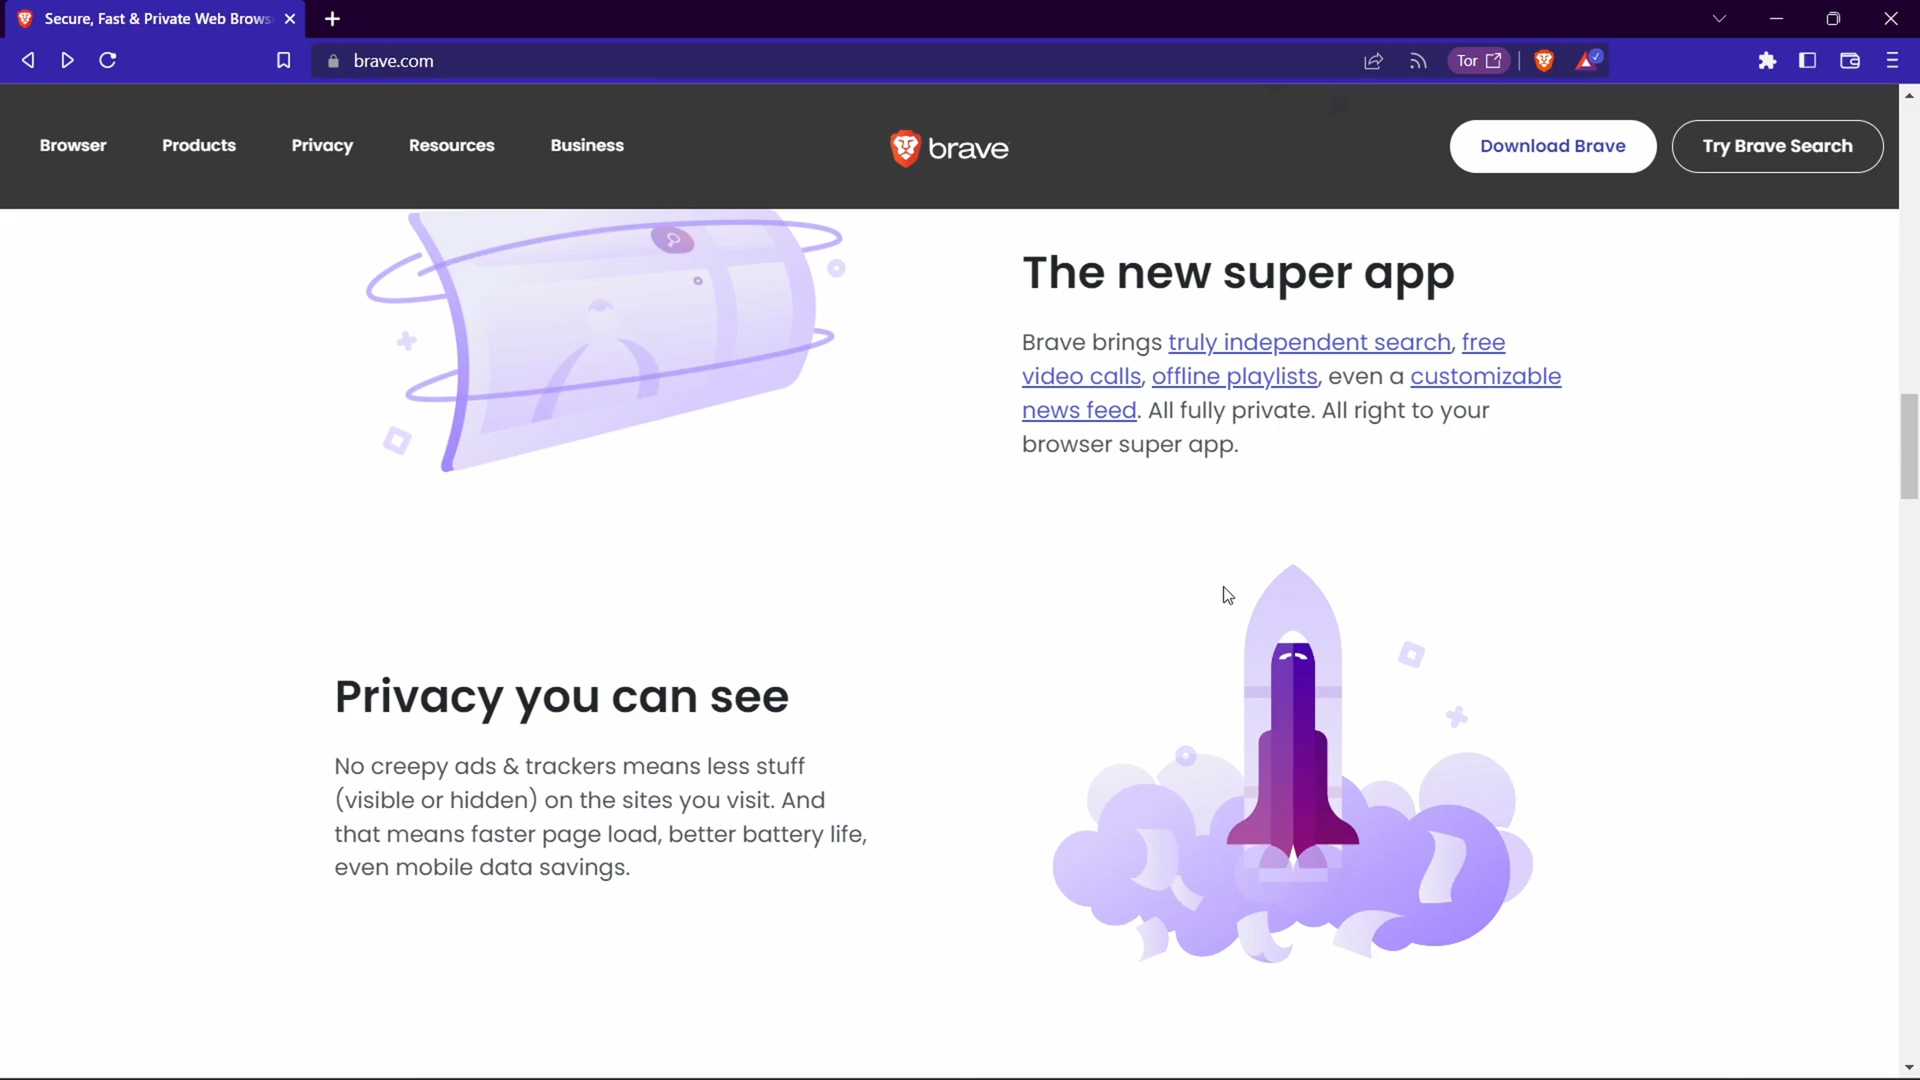 Secure, Fast & Private Web Brows
brave.com
Tor
Browser
Products
Privacy
Resources
Business
brave
Download Brave
Try Brave Search
The new super app
Brave brings truly independent search, free
video calls, offline playlists, even a customizable
news feed. All fully private. All right to your
browser super app.
Privacy you can see
No creepy ads & trackers means less stuff
(visible or hidden) on the sites you visit. And
that means faster page load, better battery life,
even mobile data savings.